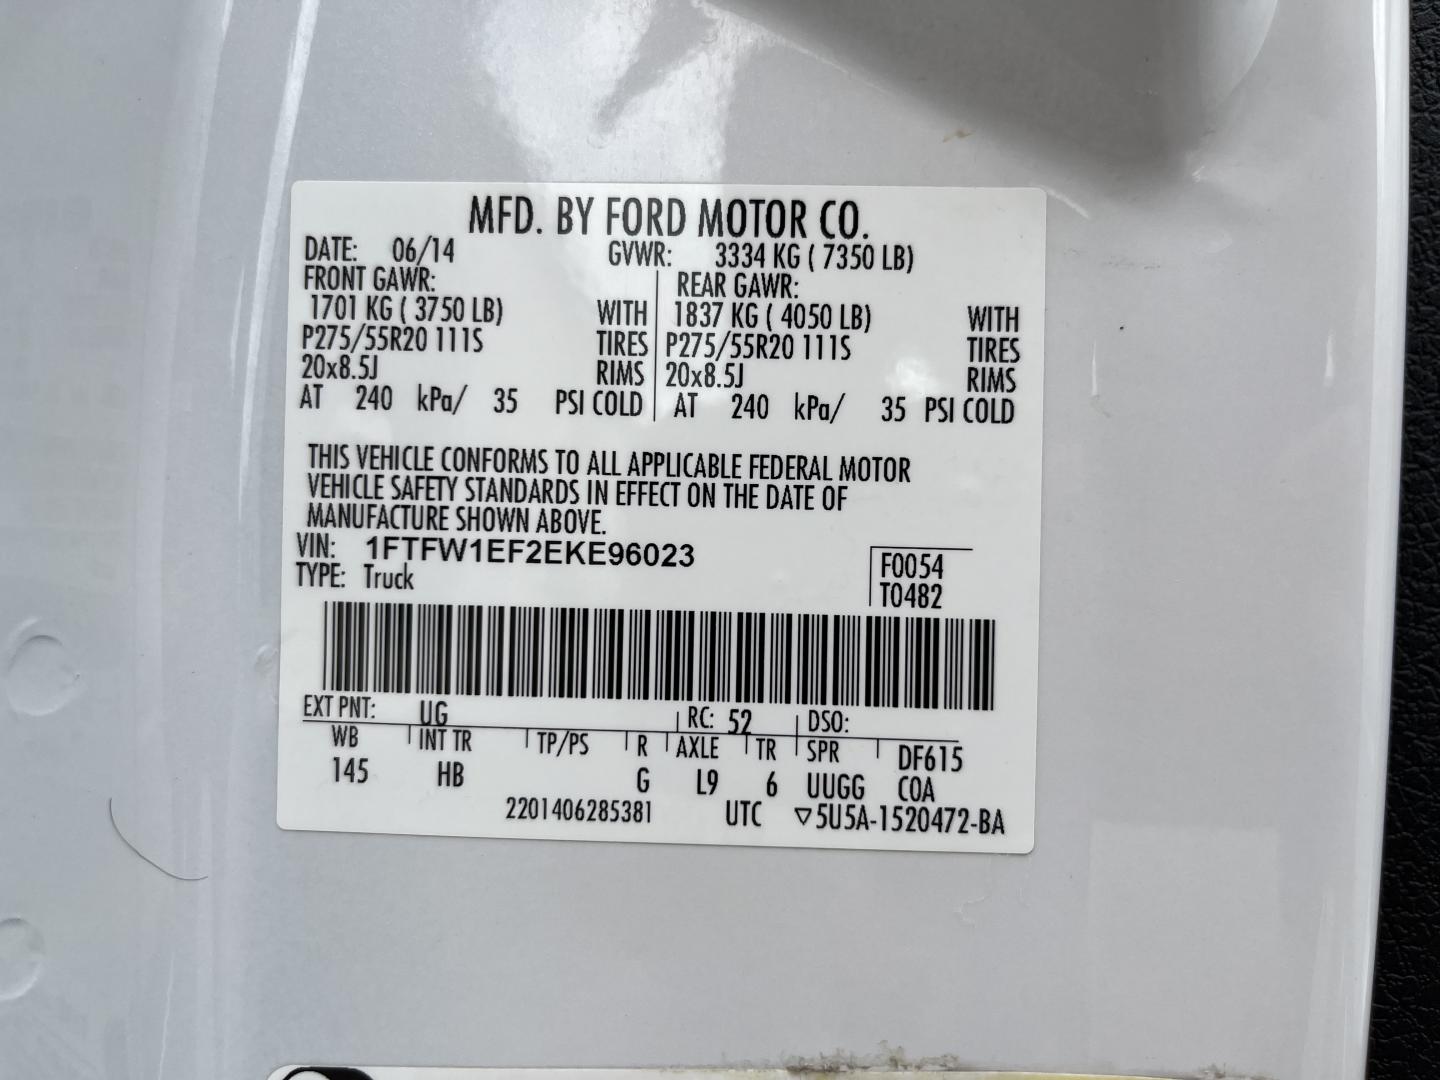 MFD. BY FORD MOTOR CO.
DATE: 06/14 GVWR: 3334 KG ( 7350 LB)
FRONT GAWR: REAR GAWR:
1701 KG ( 3750 LB) WITH 1837 KG ( 4050 LB) WITH
P275/55R20 111S TIRES P275/55R20 111S TIRES
20x8.5J RIMS 20x8.5J RIMS
AT 240 kPa/ 35 PSI COLD AT 240 kPa/ 35 PSI COLD
THIS VEHICLE CONFORMS TO ALL APPLICABLE FEDERAL MOTOR
VEHICLE SAFETY STANDARDS IN EFFECT ON THE DATE OF
MANUFACTURE SHOWN ABOVE.
VIN: 1FTFW1EF2EKE96023 F0054
TYPE: Truck T0482
EXT PNT: UG RC: 52 DSO:
WB INT TR TP/PS R AXLE TR SPR DF615
145 HB G L9 6 UUGG COA
2201406285381 UTC ▽5U5A-1520472-BA